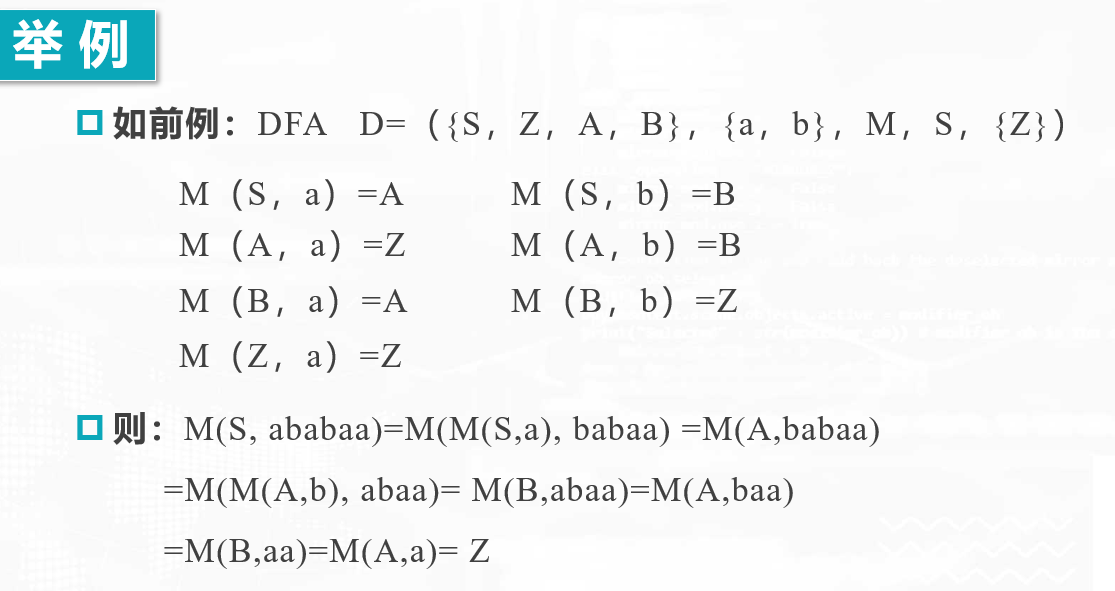 举 例
如前例：DFA D=（{S，Z，A，B}，{a，b}，M，S，{Z}）
M（S，a）=A M（S，b）=B
M（A，a）=Z M（A，b）=B
M（B，a）=A M（B，b）=Z
M（Z，a）=Z
则：M(S, ababaa)=M(M(S,a), babaa) =M(A,babaa)
=M(M(A,b), abaa)= M(B,abaa)=M(A,baa)
=M(B,aa)=M(A,a)= Z